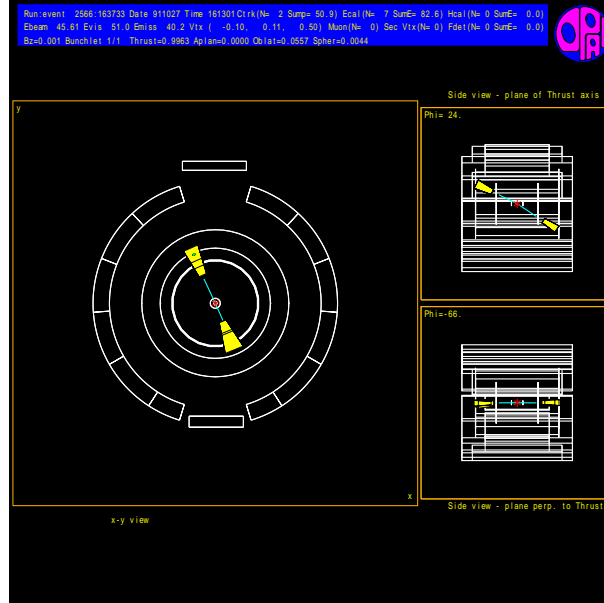 Run:event 2566:163733 Date 911027 Time 161301 Ctrk(N= 2 Sump= 50.9) Ecal(N= 7 SumE= 82.6) Hcal(N= 0 SumE= 0.0)
Ebeam 45.61 Evis 51.0 Emiss 40.2 Vtx ( -0.10, 0.11, 0.50) Muon(N= 0) Sec Vtx(N= 0) Fdet(N= 0 SumE= 0.0)
Bz=0.001 Bunchlet 1/1 Thrust=0.9963 Aplan=0.0000 Oblat=0.0557 Spher=0.0044
OPA
Side view - plane of Thrust axis
y
Phi= 24.
Phi=-66.
x
Side view - plane perp. to Thrust
x-y view